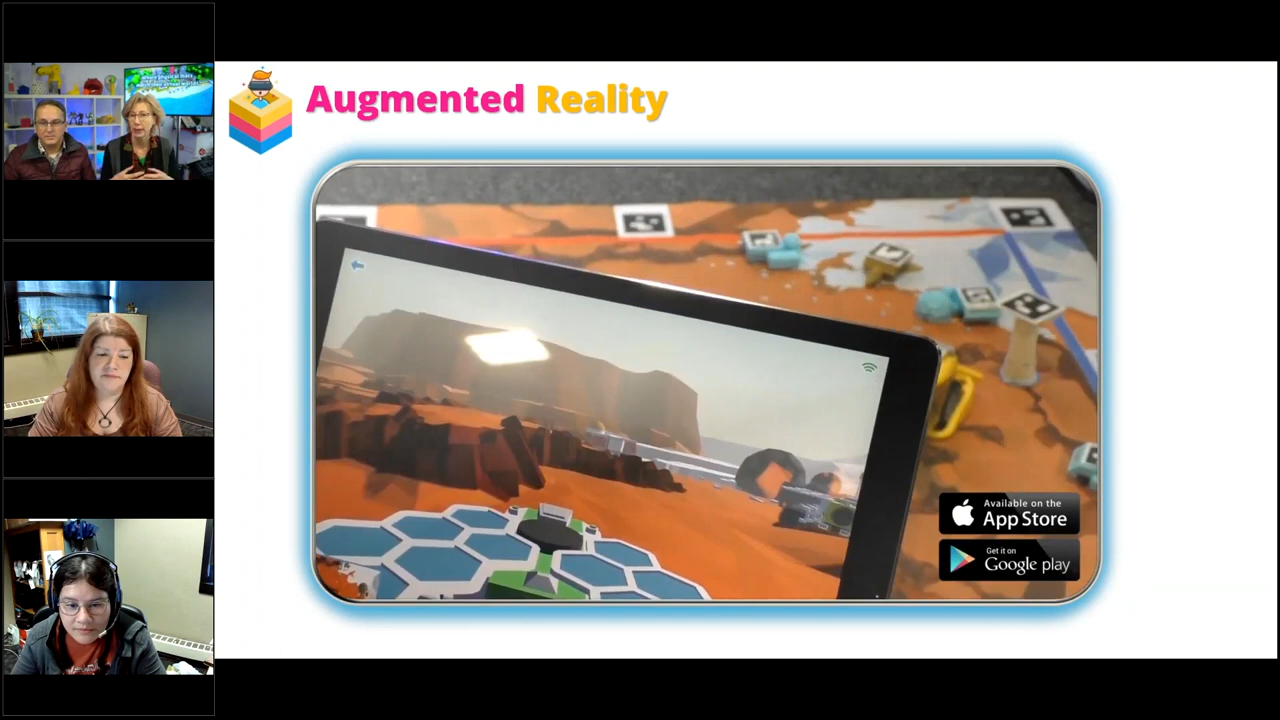 Augmented Reality
Available on the
App Store
Get it on
Google play